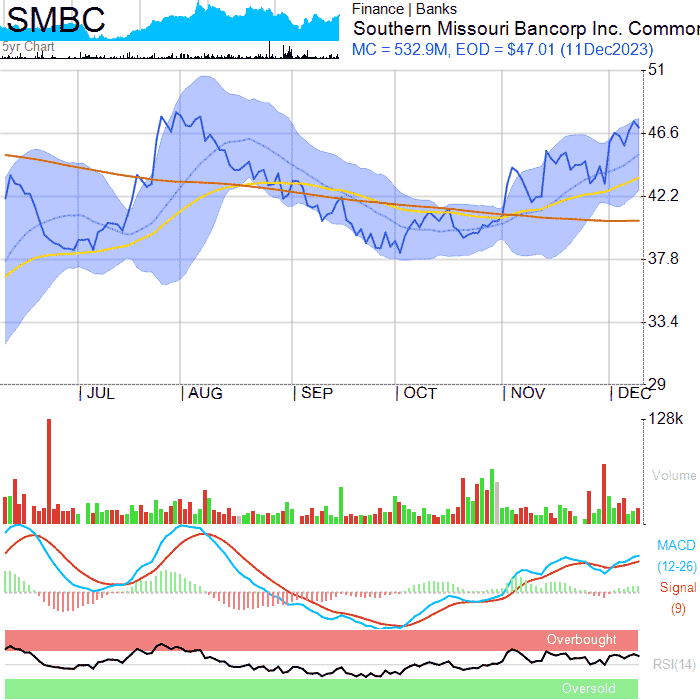 SMBC
5yr Chart
Finance | Banks
Southern Missouri Bancorp Inc. Common
MC = 532.9M, EOD = $47.01 (11Dec2023)
51
46.6
42.2
37.8
33.4
29
JUL AUG SEP OCT NOV DEC
128k
Volume
MACD
(12-26)
Signal
(9)
Overbought
RSI(14)
Oversold